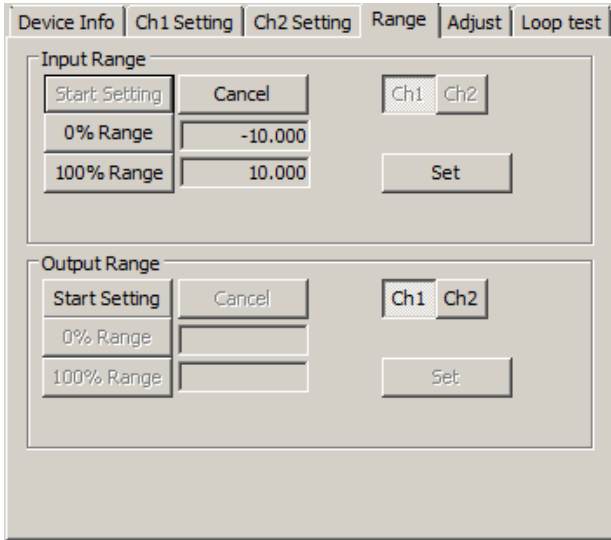 Device Info Ch1 Setting Ch2 Setting Range Adjust Loop test
Input Range
Start Setting Cancel Ch1 Ch2
0% Range -10.000
100% Range 10.000 Set
Output Range
Start Setting Cancel Ch1 Ch2
0% Range
100% Range Set